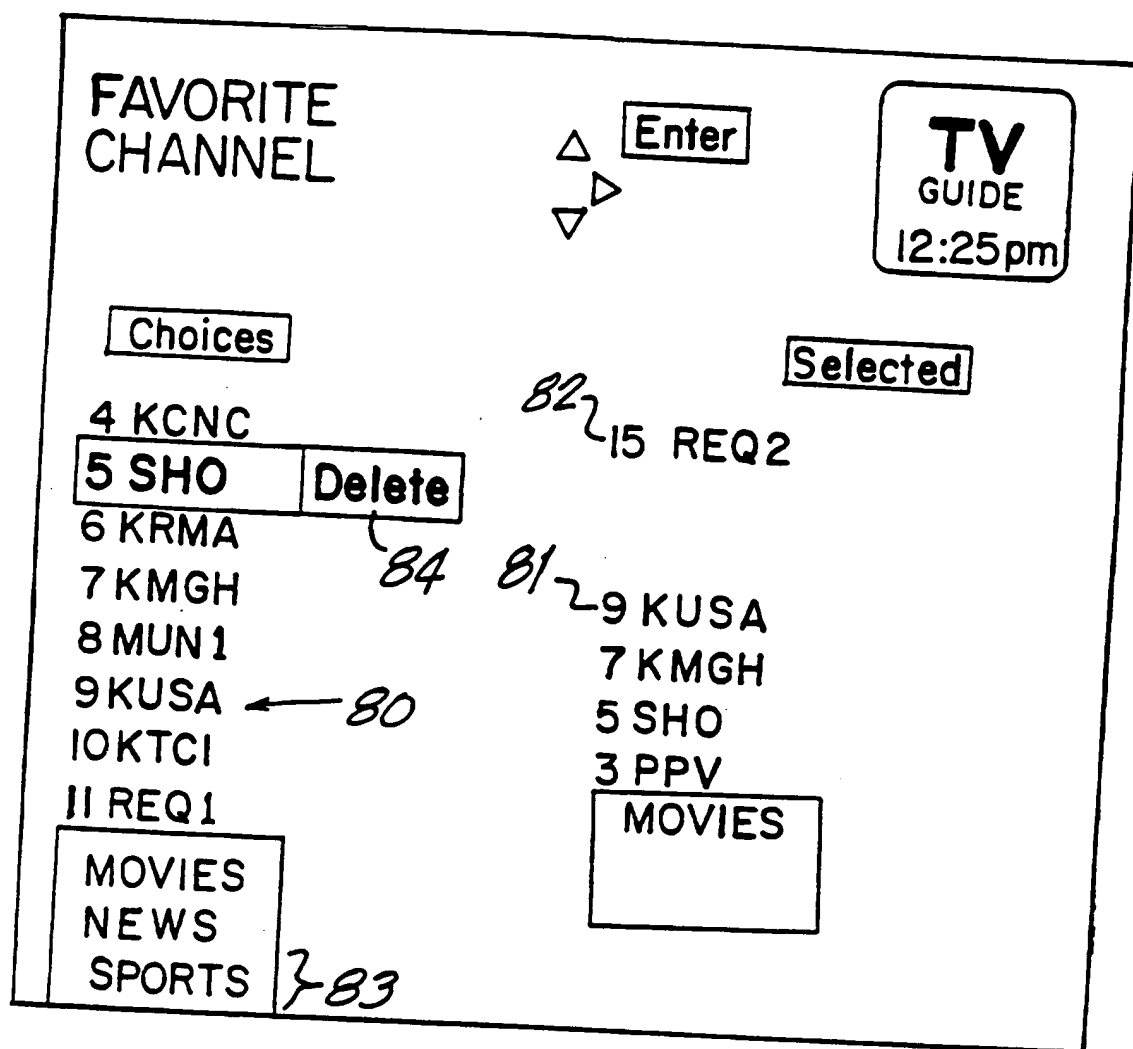 FAVORITE
CHANNEL
Enter
TV
GUIDE
12:25pm
Choices
Selected
4 KCNC
5 SHO Delete
6 KRMA
7 KMGH
8 MUN1
9 KUSA
10 KTCI
11 REQ1
MOVIES
NEWS
SPORTS
84
80
83
82
15 REQ2
81
9 KUSA
7 KMGH
5 SHO
3 PPV
MOVIES